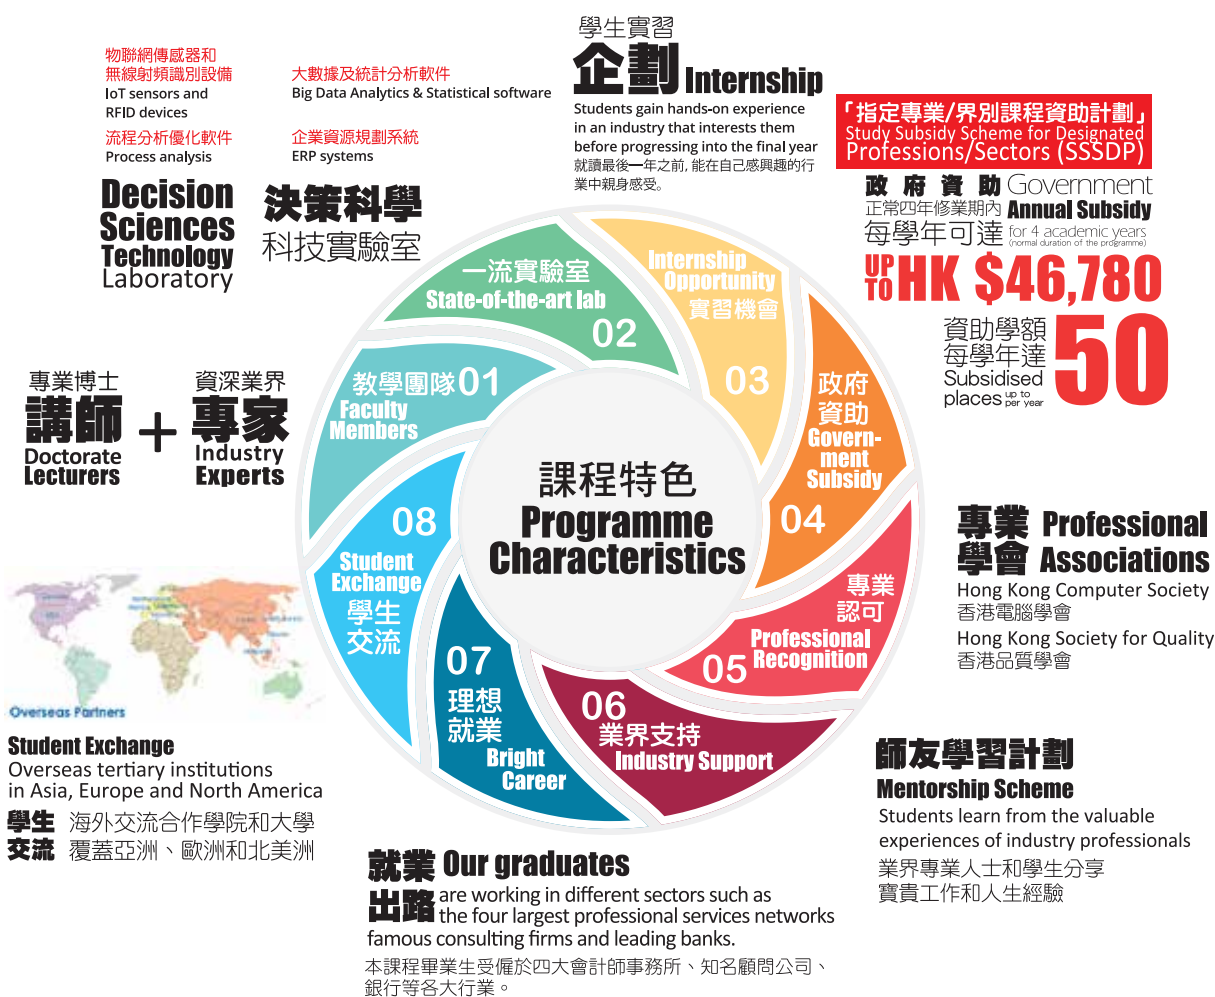 物聯網傳感器和
無線射頻識別設備
IoT sensors and
RFID devices
流程分析優化軟件
Process analysis
大數據及統計分析軟件
Big Data Analytics & Statistical software
企業資源規劃系統
ERP systems
Decision
Sciences
Technology
Laboratory
決策科學
科技實驗室
學生實習
企劃 Internship
Students gain hands-on experience
in an industry that interests them
before progressing into the final year
就讀最後一年之前, 能在自己感興趣的行
業中親身感受。
「指定專業/界別課程資助計劃」
Study Subsidy Scheme for Designated
Professions/Sectors (SSSDP)
政府資助 Government
正常四年修業期內 Annual Subsidy
每學年可達 for 4 academic years
(normal duration of the programme)
UP TO HK $46,780
資助學額
每學年達
50
Subsidised
places up to per year
一流實驗室
State-of-the-art lab
02
Internship
Opportunity
實習機會
03
教學團隊 01
Faculty
Members
政府
資助
Govern-
ment
Subsidy
04
專業博士
講師
Doctorate
Lecturers
+
資深業界
專家
Industry
Experts
課程特色
Programme
Characteristics
08
Student
Exchange
學生
交流
專業
認可
Professional
Recognition
05
07
理想
就業
Bright
Career
06
業界支持
Industry Support
專業 Professional
學會 Associations
Hong Kong Computer Society
香港電腦學會
Hong Kong Society for Quality
香港品質學會
Overseas Partners
Student Exchange
Overseas tertiary institutions
in Asia, Europe and North America
學生 海外交流合作學院和大學
交流 覆蓋亞洲、歐洲和北美洲
師友學習計劃
Mentorship Scheme
Students learn from the valuable
experiences of industry professionals
業界專業人士和學生分享
寶貴工作和人生經驗
就業 Our graduates
出路 are working in different sectors such as
the four largest professional services networks
famous consulting firms and leading banks.
本課程畢業生受僱於四大會計師事務所、知名顧問公司、
銀行等各大行業。